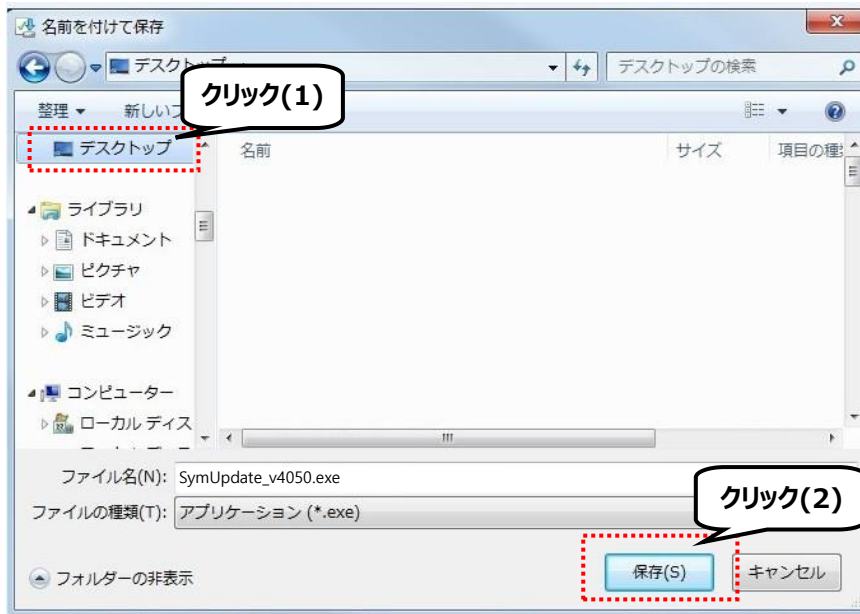 名前を付けて保存
デスクトップ
デスクトップの検索
クリック(1)
整理
新しい
デスクトップ
名前
サイズ
項目の種
ライブラリ
ドキュメント
ピクチャ
ビデオ
ミュージック
コンピューター
ローカル ディス
ファイル名(N): SymUpdate_v4050.exe
ファイルの種類(T): アプリケーション (*.exe)
クリック(2)
フォルダーの非表示
保存(S)
キャンセル